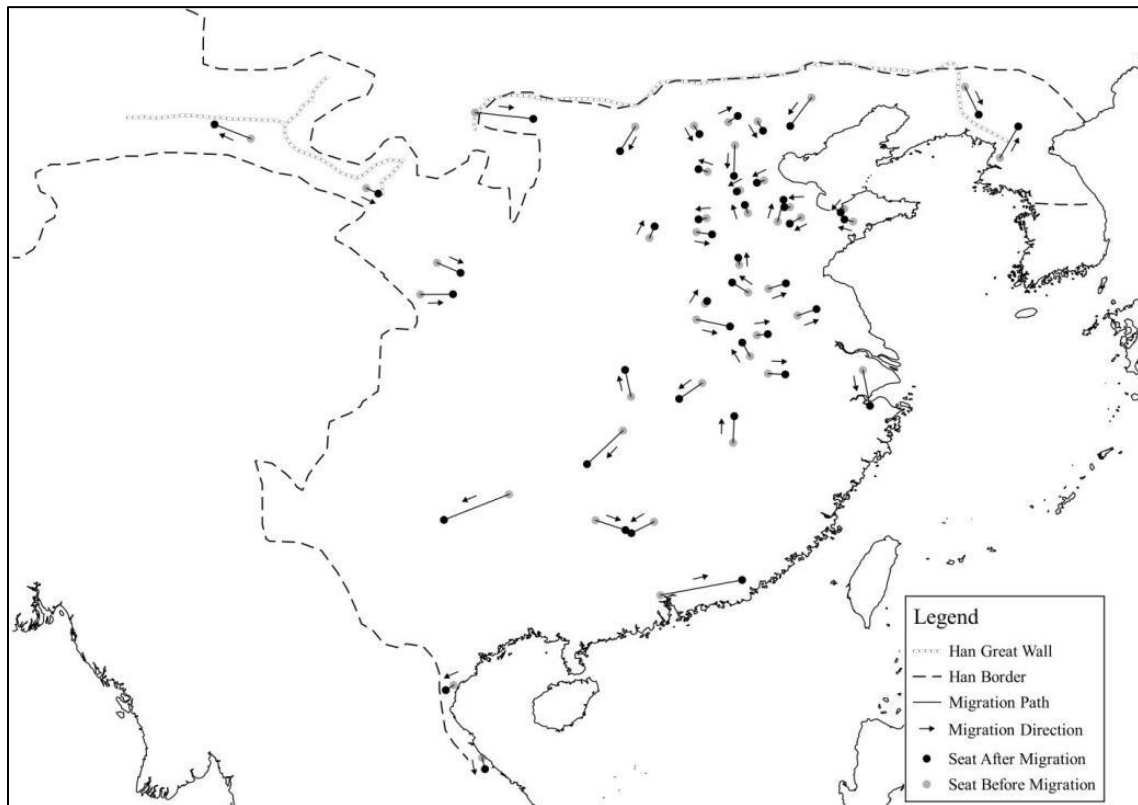 Legend
Han Great Wall
Han Border
Migration Path
Migration Direction
Seat After Migration
Seat Before Migration